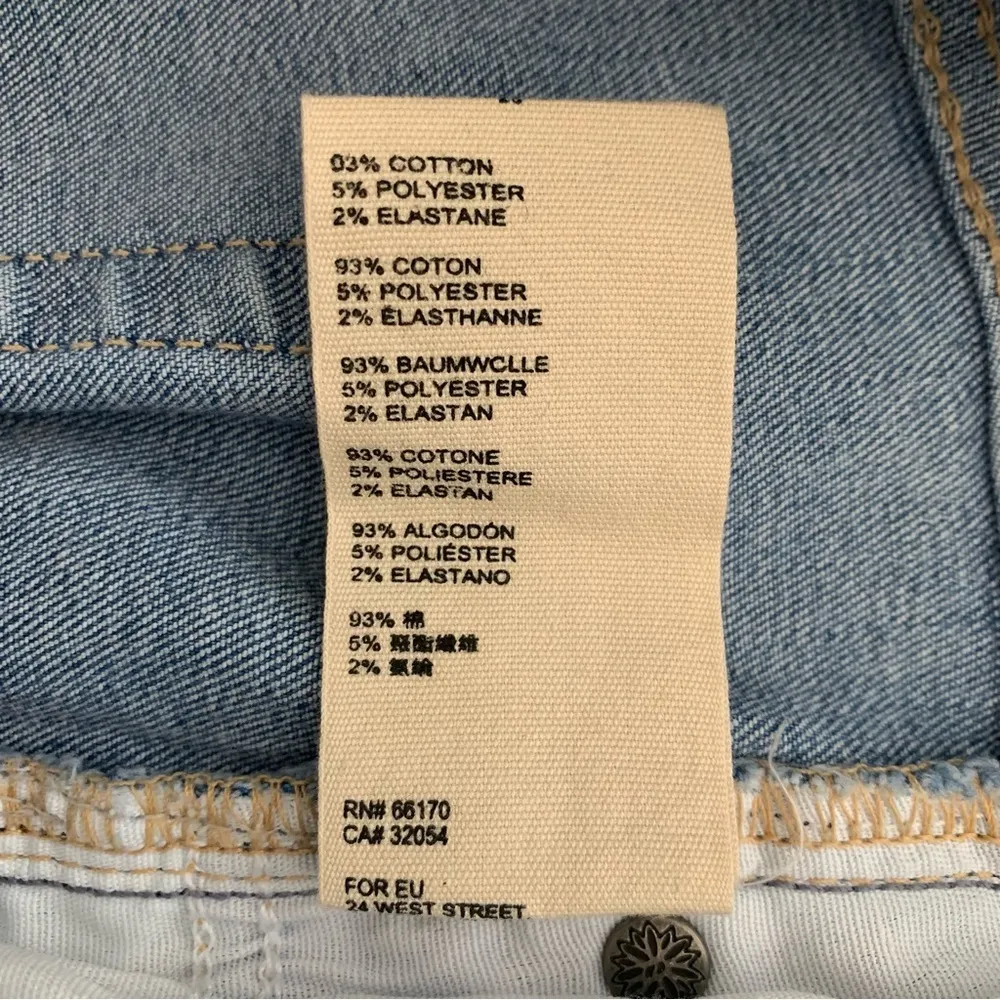 93% COTTON
5% POLYESTER
2% ELASTANE
93% COTON
5% POLYESTER
2% ÉLASTHANNE
93% BAUMWOLLE
5% POLYESTER
2% ELASTAN
93% COTONE
5% POLIESTERE
2% ELASTAN
93% ALGODÓN
5% POLIÉSTER
2% ELASTANO
93% 棉
5% 聚酯纖維
2% 氨綸
RN# 66170
CA# 32054
FOR EU
24 WEST STREET